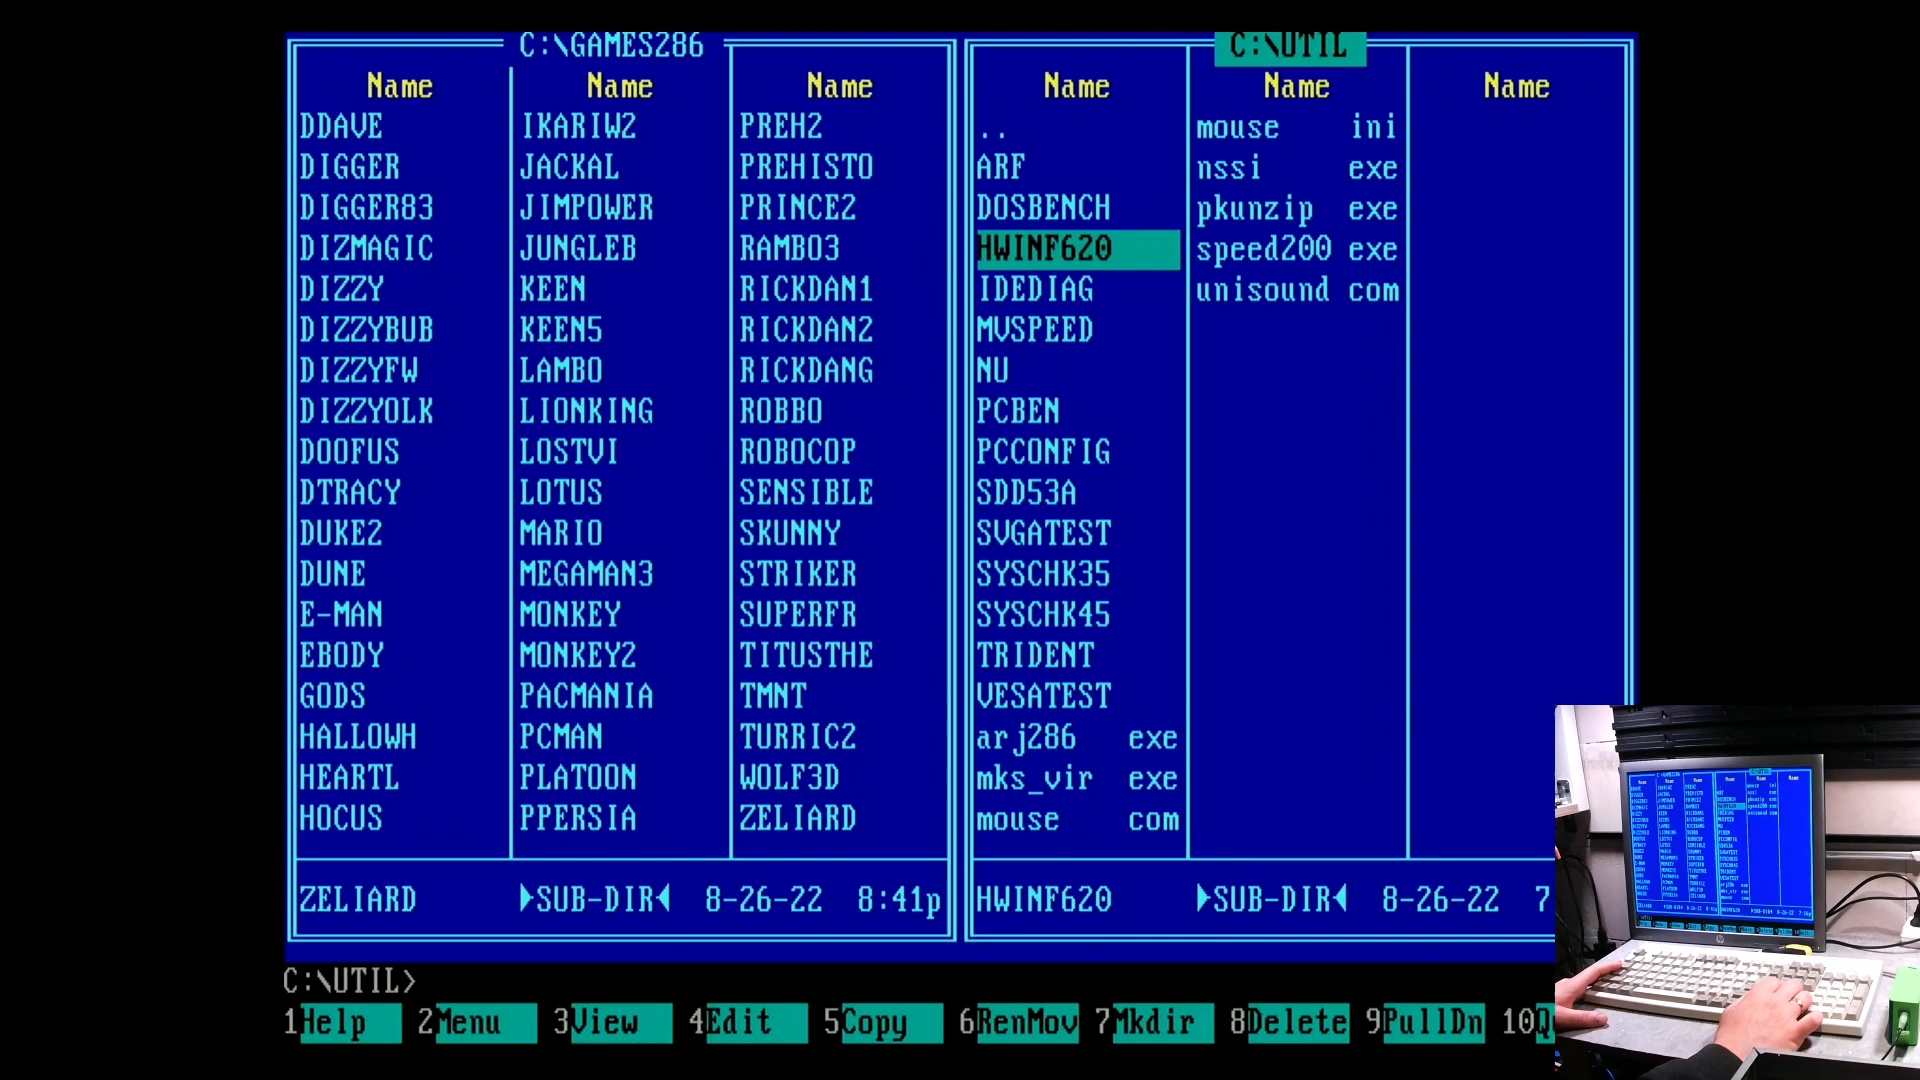 C:\GAMES286
Name Name Name
DDAVE IKARIW2 PREH2
DIGGER JACKAL PREHISTO
DIGGER83 JIMPOWER PRINCE2
DIZMAGIC JUNGLEB RAMBO3
DIZZY KEEN RICKDAN1
DIZZYBUB KEEN5 RICKDAN2
DIZZYFW LAMBO RICKDANG
DIZZYOLK LIONKING ROBBO
DOOFUS LOSTVI ROBOCOP
DTRACY LOTUS SENSIBLE
DUKE2 MARIO SKUNNY
DUNE MEGAMAN3 STRIKER
E-MAN MONKEY SUPERFR
EBODY MONKEY2 TITUSTHE
GODS PACMANIA TMNT
HALLOWH PCMAN TURRIC2
HEARTL PLATOON WOLF3D
HOCUS PPERSIA ZELIARD
ZELIARD ►SUB-DIR◄ 8-26-22 8:41p
C:\UTIL
Name Name Name
.. mouse ini
ARF nssi exe
DOSBENCH pkunzip exe
HWINF620 speed200 exe
IDEDIAG unisound com
MVSPEED
NU
PCBEN
PCCONFIG
SDD53A
SVGATEST
SYSCHK35
SYSCHK45
TRIDENT
VESATEST
arj286 exe
mks_vir exe
mouse com
HWINF620 ►SUB-DIR◄ 8-26-22 7
C:\UTIL>
1Help 2Menu 3View 4Edit 5Copy 6RenMov 7Mkdir 8Delete 9PullDn 10Q